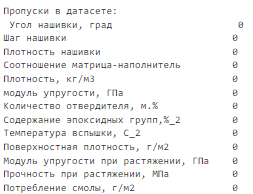 Пропуски в датасете:
Угол нашивки, град 0
Шаг нашивки 0
Плотность нашивки 0
Соотношение матрица-наполнитель 0
Плотность, кг/м3 0
модуль упругости, ГПа 0
Количество отвердителя, м.% 0
Содержание эпоксидных групп,%_2 0
Температура вспышки, С_2 0
Поверхностная плотность, г/м2 0
Модуль упругости при растяжении, ГПа 0
Прочность при растяжении, МПа 0
Потребление смолы, г/м2 0